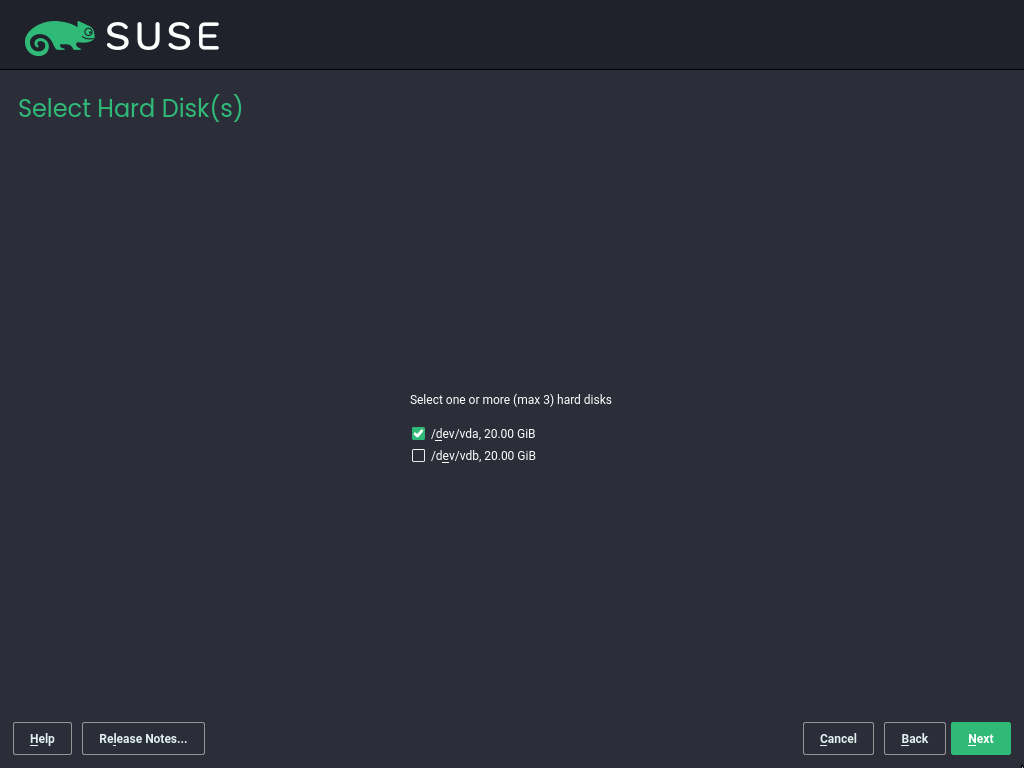 SUSE
Select Hard Disk(s)
Select one or more (max 3) hard disks
/dev/vda, 20.00 GiB
/dev/vdb, 20.00 GiB
Help
Release Notes...
Cancel
Back
Next